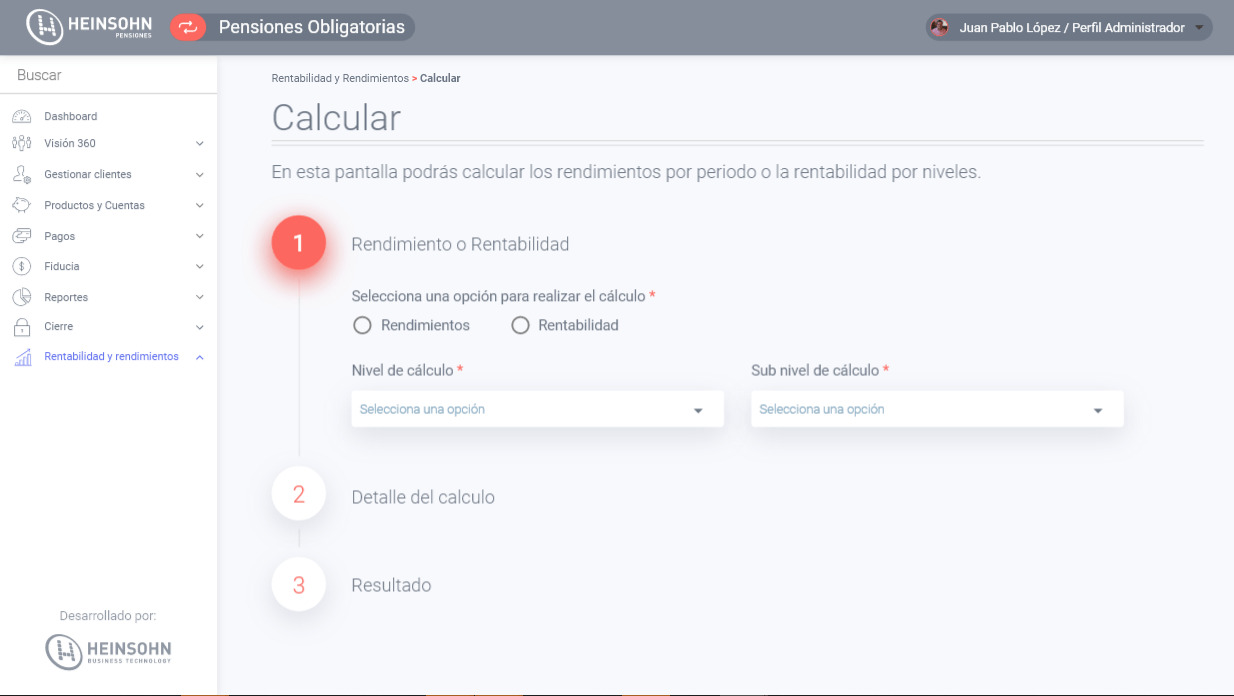 HEINSOHN
PENSIONES
Pensiones Obligatorias
Juan Pablo López / Perfil Administrador
Buscar
Dashboard
Visión 360
Gestionar clientes
Productos y Cuentas
Pagos
Fiducia
Reportes
Cierre
Rentabilidad y rendimientos
Desarrollado por:
HEINSOHN
BUSINESS TECHNOLOGY
Rentabilidad y Rendimientos > Calcular
Calcular
En esta pantalla podrás calcular los rendimientos por periodo o la rentabilidad por niveles.
1 Rendimiento o Rentabilidad
Selecciona una opción para realizar el cálculo *
Rendimientos Rentabilidad
Nivel de cálculo * Sub nivel de cálculo *
Selecciona una opción Selecciona una opción
2 Detalle del calculo
3 Resultado